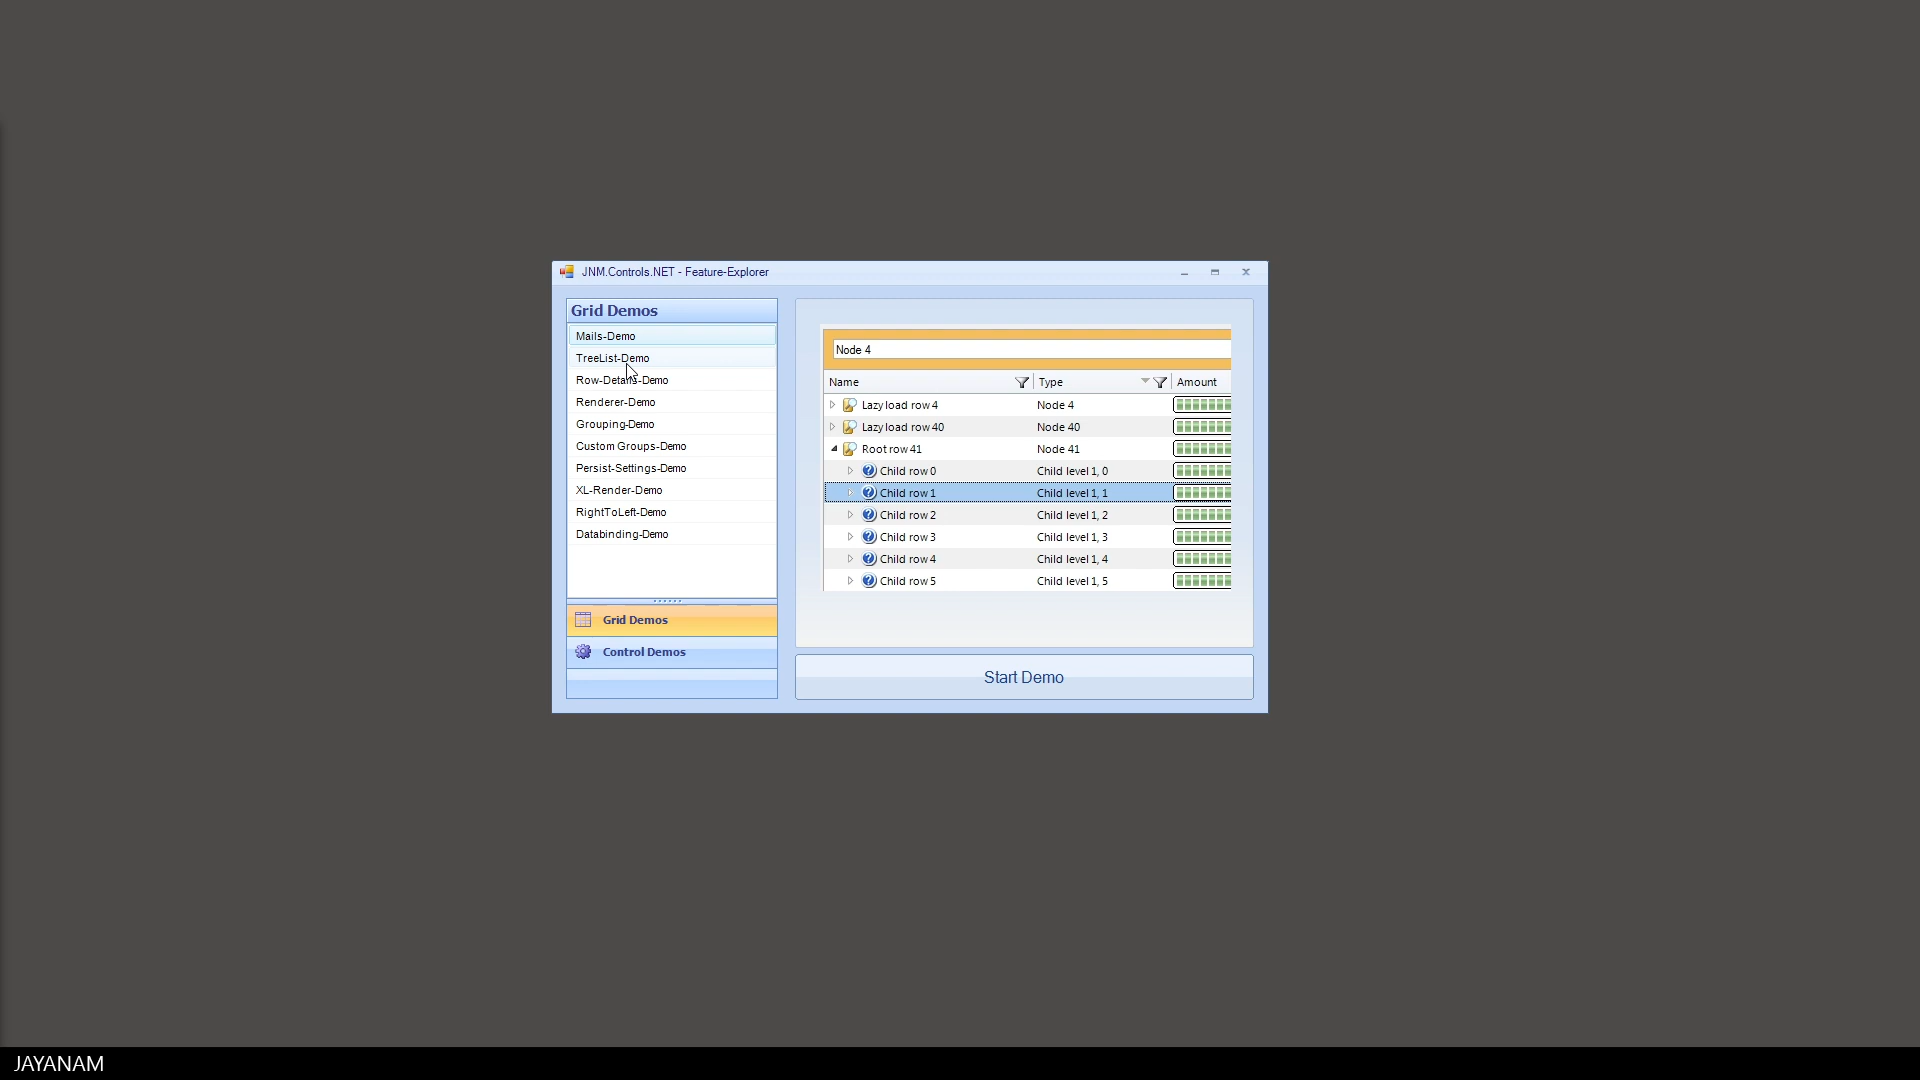 JNM.Controls.NET - Feature-Explorer
Grid Demos
Mails-Demo
TreeList-Demo
Row-Details-Demo
Renderer-Demo
Grouping-Demo
Custom Groups-Demo
Persist-Settings-Demo
XL-Render-Demo
RightToLeft-Demo
Databinding-Demo
Grid Demos
Control Demos
Node 4
Name Type Amount
Lazy load row 4 Node 4
Lazy load row 40 Node 40
Root row 41 Node 41
Child row 0 Child level 1, 0
Child row 1 Child level 1, 1
Child row 2 Child level 1, 2
Child row 3 Child level 1, 3
Child row 4 Child level 1, 4
Child row 5 Child level 1, 5
Start Demo
JAYANAM